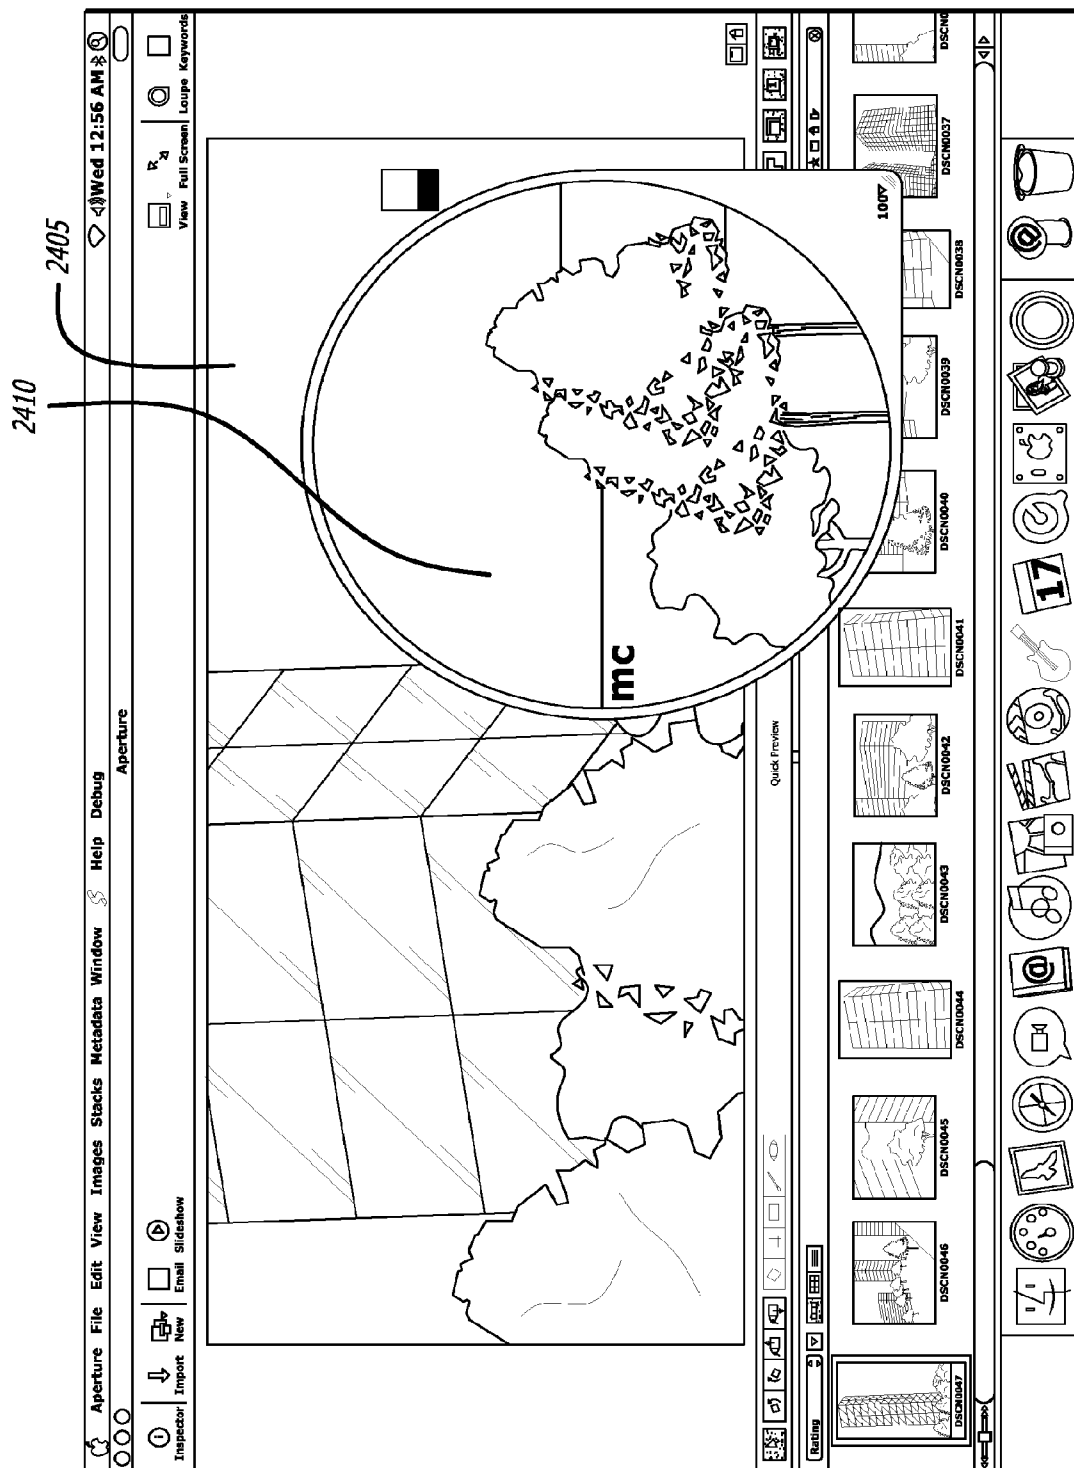 2405
2410
Aperture File Edit View Images Stacks Metadata Window Help Debug Wed 12:56 AM
Aperture
Inspector Import New Email Slideshow View Full Screen Loupe Keywords
mc
100
Quick Preview
Rating
DSCN0047 DSCN0046 DSCN0045 DSCN0044 DSCN0043 DSCN0042 DSCN0041 DSCN0040 DSCN0039 DSCN0038 DSCN0037
@ 17 @